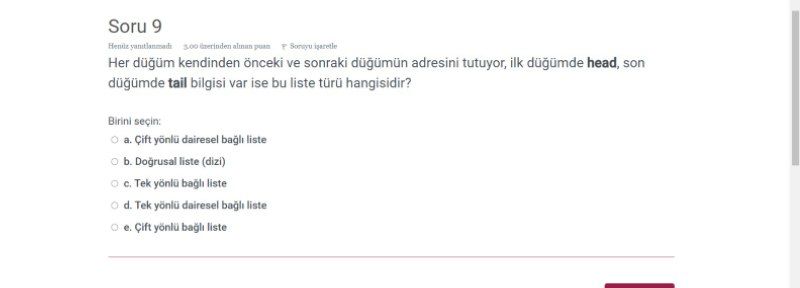 Soru 9
Henüz yanıtlanmadı 3,00 üzerinden alınan puan Soruyu işaretle
Her düğüm kendinden önceki ve sonraki düğümün adresini tutuyor, ilk düğümde head, son
düğümde tail bilgisi var ise bu liste türü hangisidir?
Birini seçin:
a. Çift yönlü dairesel bağlı liste
b. Doğrusal liste (dizi)
c. Tek yönlü bağlı liste
d. Tek yönlü dairesel bağlı liste
e. Çift yönlü bağlı liste